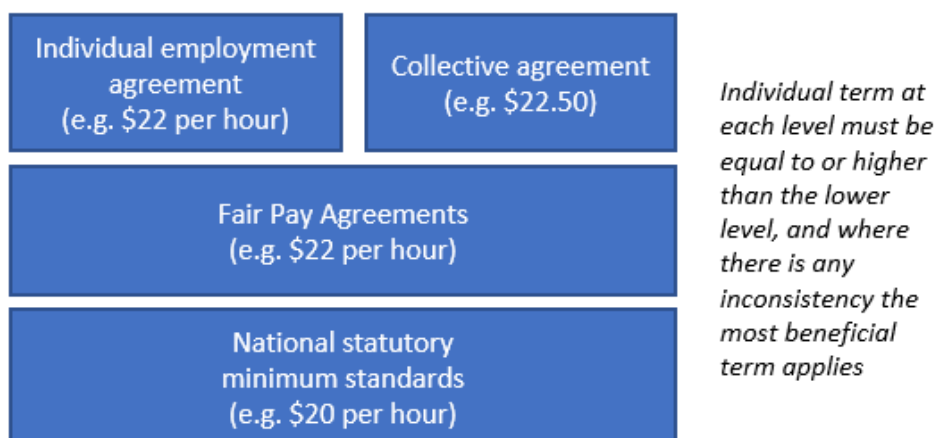 Individual employment
agreement
(e.g. $22 per hour)
Collective agreement
(e.g. $22.50)
Fair Pay Agreements
(e.g. $22 per hour)
National statutory
minimum standards
(e.g. $20 per hour)
Individual term at
each level must be
equal to or higher
than the lower
level, and where
there is any
inconsistency the
most beneficial
term applies